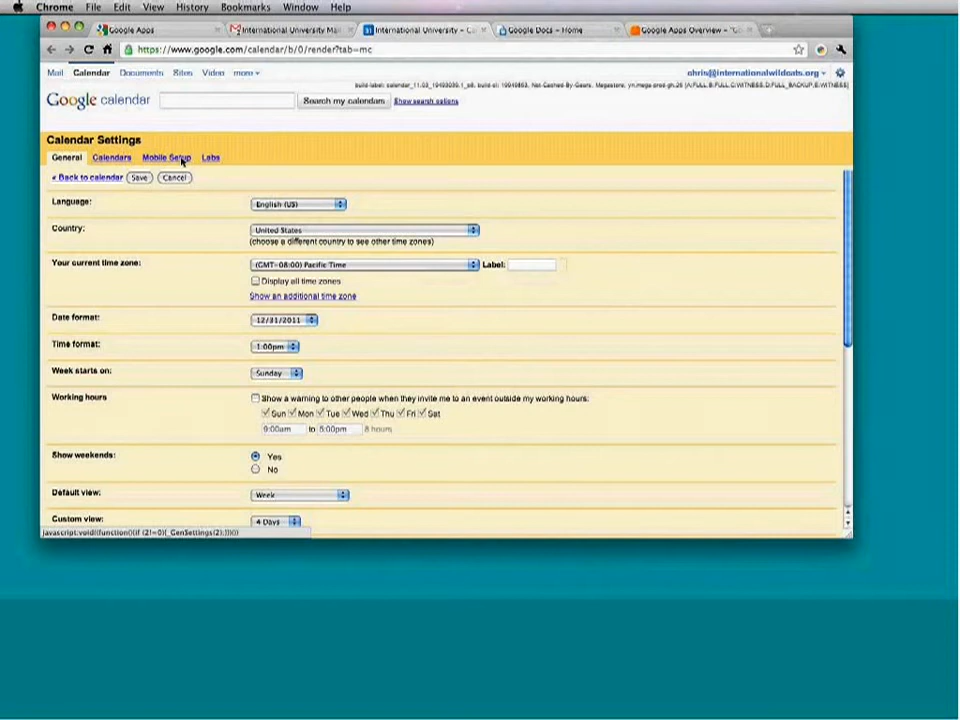 Chrome File Edit View History Bookmarks Window Help
Google Apps
International University Mai
International University – Ca
Google Docs – Home
Google Apps Overview – "G
https://www.google.com/calendar/b/0/render?tab=mc
Mail Calendar Documents Sites Video more
chris@internationalwildcats.org
Google calendar Search my calendars Show search options
Calendar Settings
General Calendars Mobile Setup Labs
« Back to calendar Save Cancel
Language: English (US)
Country: United States
(choose a different country to see other time zones)
Your current time zone: (GMT-08:00) Pacific Time Label:
Display all time zones
Show an additional time zone
Date format: 12/31/2011
Time format: 1:00pm
Week starts on: Sunday
Working hours Show a warning to other people when they invite me to an event outside my working hours:
Sun Mon Tue Wed Thu Fri Sat
9:00am to 5:00pm 8 hours
Show weekends: Yes
No
Default view: Week
Custom view: 4 Days